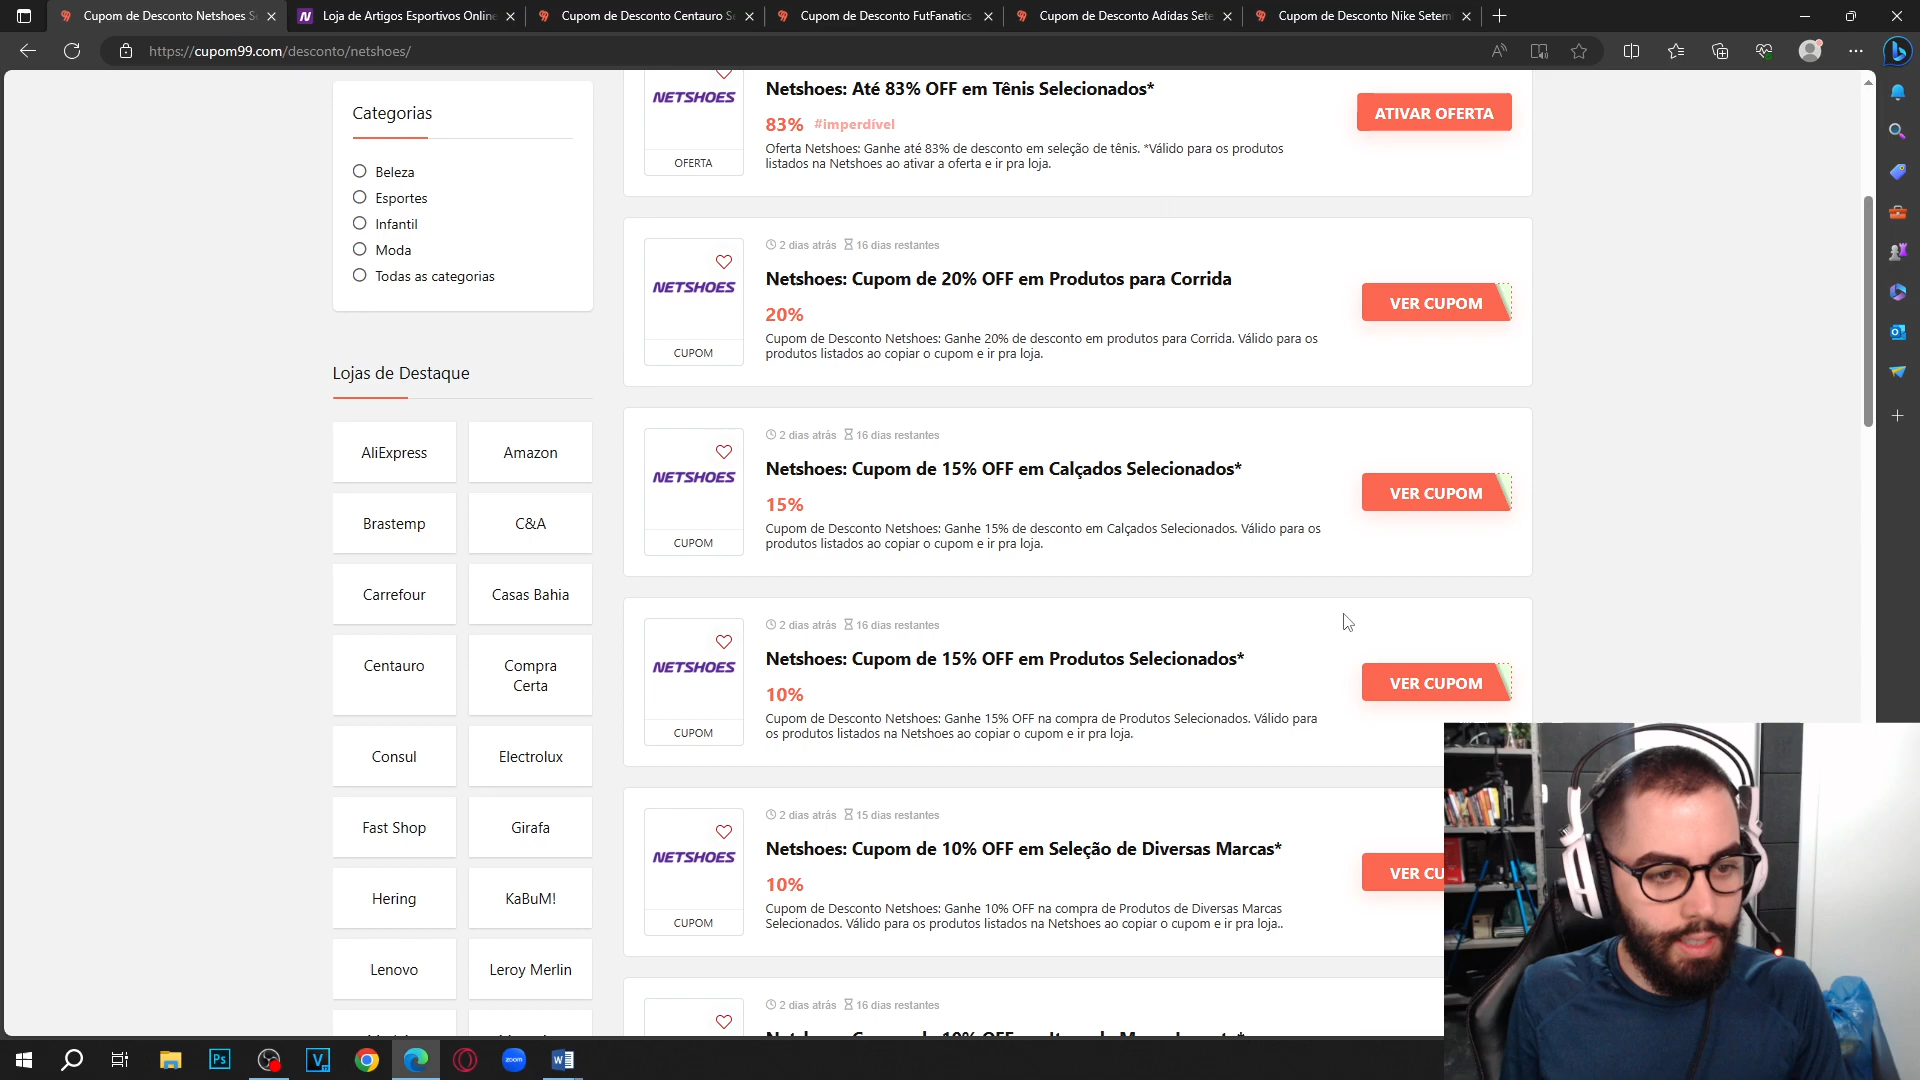 Cupom de Desconto Netshoes S
Loja de Artigos Esportivos Online
Cupom de Desconto Centauro Se
Cupom de Desconto FutFanatics
Cupom de Desconto Adidas Sete
Cupom de Desconto Nike Setem
https://cupom99.com/desconto/netshoes/
Categorias
Beleza
Esportes
Infantil
Moda
Todas as categorias
Lojas de Destaque
AliExpress
Amazon
Brastemp
C&A
Carrefour
Casas Bahia
Centauro
Compra
Certa
Consul
Electrolux
Fast Shop
Girafa
Hering
KaBuM!
Lenovo
Leroy Merlin
NETSHOES
OFERTA
Netshoes: Até 83% OFF em Tênis Selecionados*
83% #imperdível
Oferta Netshoes: Ganhe até 83% de desconto em seleção de tênis. *Válido para os produtos
listados na Netshoes ao ativar a oferta e ir pra loja.
ATIVAR OFERTA
NETSHOES
CUPOM
2 dias atrás 16 dias restantes
Netshoes: Cupom de 20% OFF em Produtos para Corrida
20%
Cupom de Desconto Netshoes: Ganhe 20% de desconto em produtos para Corrida. Válido para os
produtos listados ao copiar o cupom e ir pra loja.
VER CUPOM
NETSHOES
CUPOM
2 dias atrás 16 dias restantes
Netshoes: Cupom de 15% OFF em Calçados Selecionados*
15%
Cupom de Desconto Netshoes: Ganhe 15% de desconto em Calçados Selecionados. Válido para os
produtos listados ao copiar o cupom e ir pra loja.
VER CUPOM
NETSHOES
CUPOM
2 dias atrás 16 dias restantes
Netshoes: Cupom de 15% OFF em Produtos Selecionados*
10%
Cupom de Desconto Netshoes: Ganhe 15% OFF na compra de Produtos Selecionados. Válido para
os produtos listados na Netshoes ao copiar o cupom e ir pra loja.
VER CUPOM
NETSHOES
CUPOM
2 dias atrás 15 dias restantes
Netshoes: Cupom de 10% OFF em Seleção de Diversas Marcas*
10%
Cupom de Desconto Netshoes: Ganhe 10% OFF na compra de Produtos de Diversas Marcas
Selecionados. Válido para os produtos listados na Netshoes ao copiar o cupom e ir pra loja..
VER CU
2 dias atrás 16 dias restantes
Ps
V
zoom
W